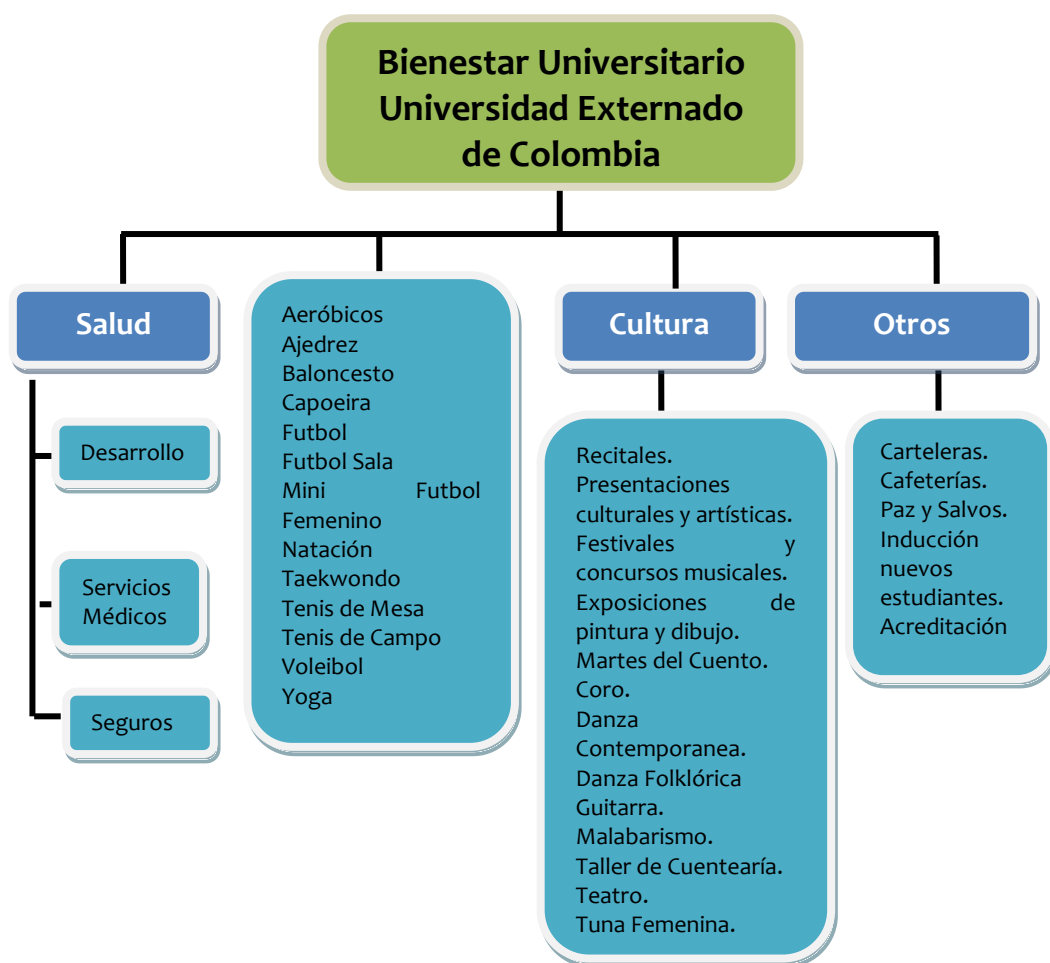 Bienestar Universitario
Universidad Externado
de Colombia
Salud
Desarrollo
Servicios
Médicos
Seguros
Aeróbicos
Ajedrez
Baloncesto
Capoeira
Futbol
Futbol Sala
Mini Futbol
Femenino
Natación
Taekwondo
Tenis de Mesa
Tenis de Campo
Voleibol
Yoga
Cultura
Recitales.
Presentaciones
culturales y artísticas.
Festivales y
concursos musicales.
Exposiciones de
pintura y dibujo.
Martes del Cuento.
Coro.
Danza
Contemporanea.
Danza Folklórica
Guitarra.
Malabarismo.
Taller de Cuentearía.
Teatro.
Tuna Femenina.
Otros
Carteleras.
Cafeterías.
Paz y Salvos.
Inducción
nuevos
estudiantes.
Acreditación